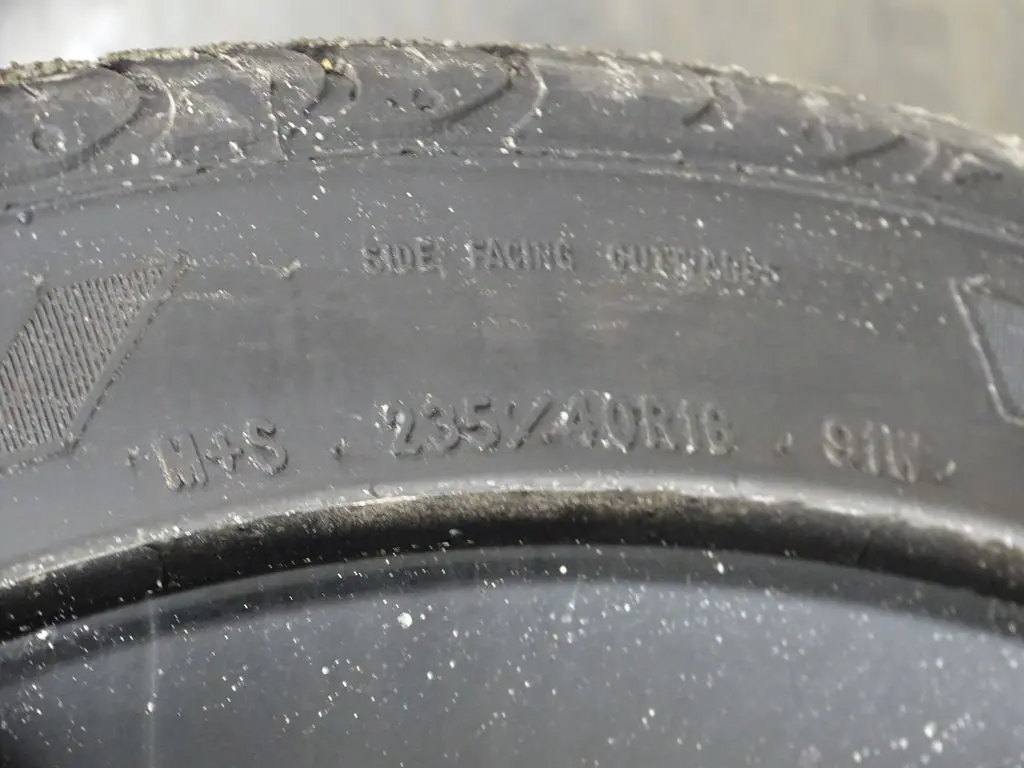 SIDE FACING OUTWARDS
M+S . 235/40R18 . 91W